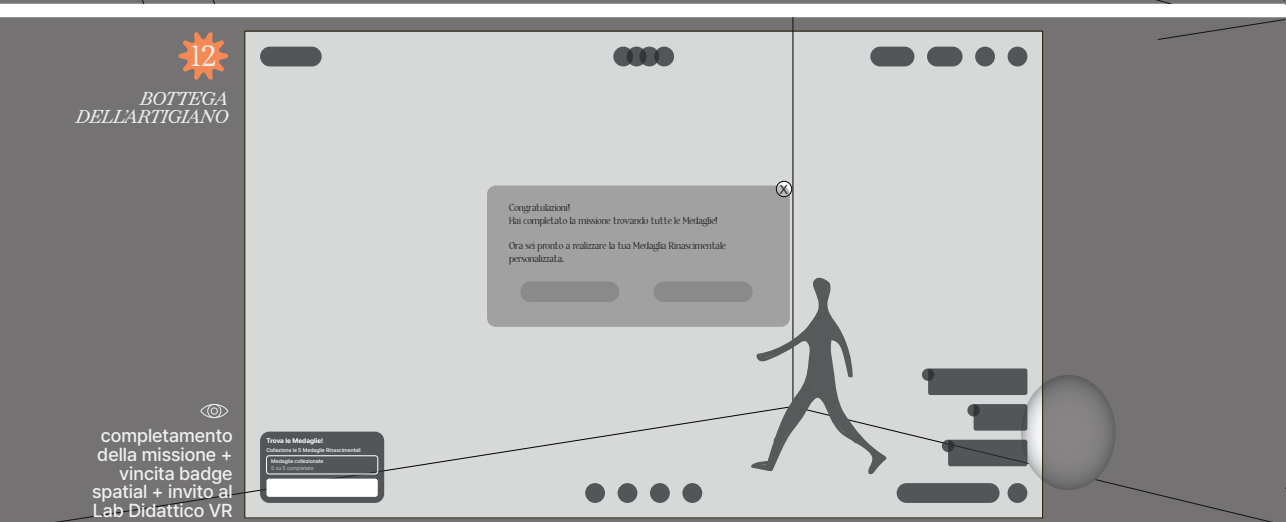 12
BOTTEGA
DELL'ARTIGIANO
X
Congratulazioni!
Hai completato la missione trovando tutte le Medaglie!
Ora sei pronto a realizzare la tua Medaglia Rinascimentale
personalizzata.
completamento
della missione +
vincita badge
spatial + invito al
Lab Didattico VR
Trova le Medaglie!
Colleziona le 5 Medaglie Rinascimentali
Medaglie collezionate
5 su 5 completate